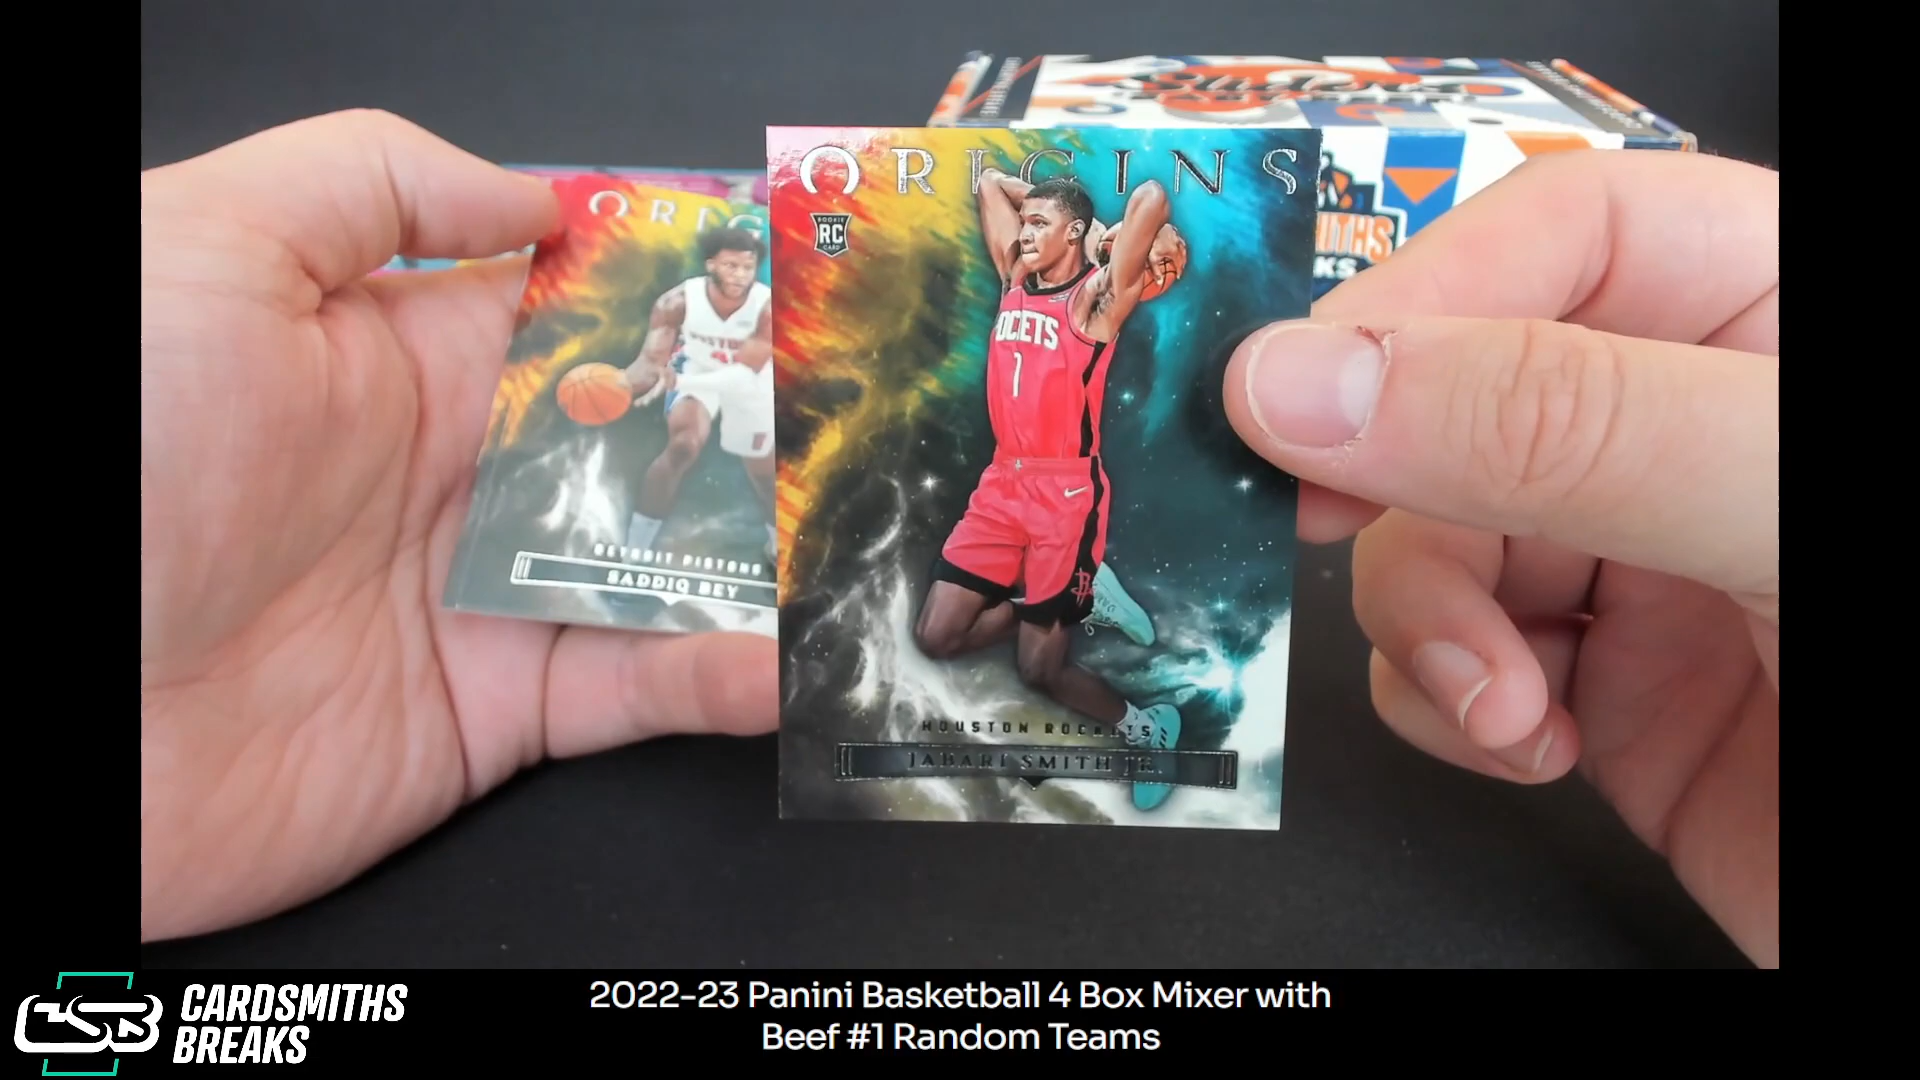 ORIGINS
ROOKIE
RC
CARD
ROCKETS
1
HOUSTON ROCKETS
JABARI SMITH JR.
ORIG
DETROIT PISTONS
SADDIQ BEY
CARDSMITHS
BREAKS
CSB
2022-23 Panini Basketball 4 Box Mixer with
Beef #1 Random Teams